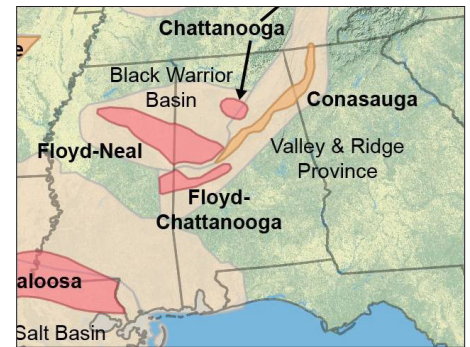 Chattanooga
e
Black Warrior
Basin
Conasauga
Floyd-Neal
Valley & Ridge
Province
Floyd-
Chattanooga
aloosa
Salt Basin